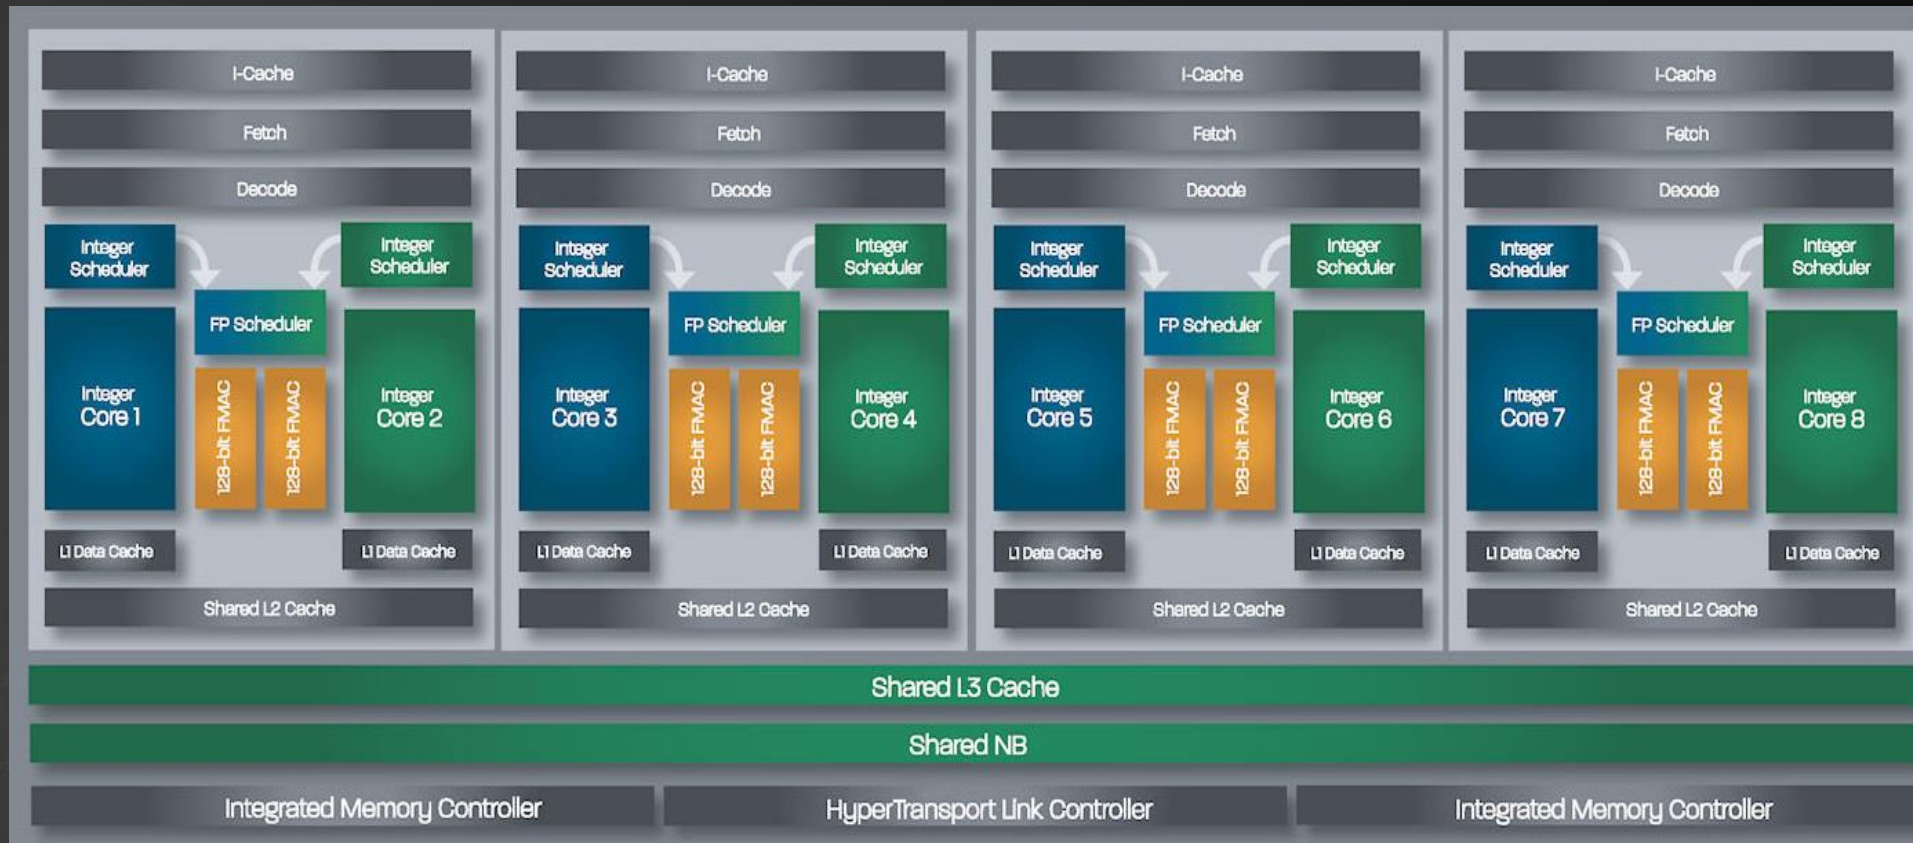 I-Cache
Fetch
Decode
Integer
Scheduler
Integer
Scheduler
FP Scheduler
Integer
Core 1
128-bit FMAC
128-bit FMAC
Integer
Core 2
L1 Data Cache
L1 Data Cache
Shared L2 Cache
I-Cache
Fetch
Decode
Integer
Scheduler
Integer
Scheduler
FP Scheduler
Integer
Core 3
128-bit FMAC
128-bit FMAC
Integer
Core 4
L1 Data Cache
L1 Data Cache
Shared L2 Cache
I-Cache
Fetch
Decode
Integer
Scheduler
Integer
Scheduler
FP Scheduler
Integer
Core 5
128-bit FMAC
128-bit FMAC
Integer
Core 6
L1 Data Cache
L1 Data Cache
Shared L2 Cache
I-Cache
Fetch
Decode
Integer
Scheduler
Integer
Scheduler
FP Scheduler
Integer
Core 7
128-bit FMAC
128-bit FMAC
Integer
Core 8
L1 Data Cache
L1 Data Cache
Shared L2 Cache
Shared L3 Cache
Shared NB
Integrated Memory Controller
HyperTransport Link Controller
Integrated Memory Controller